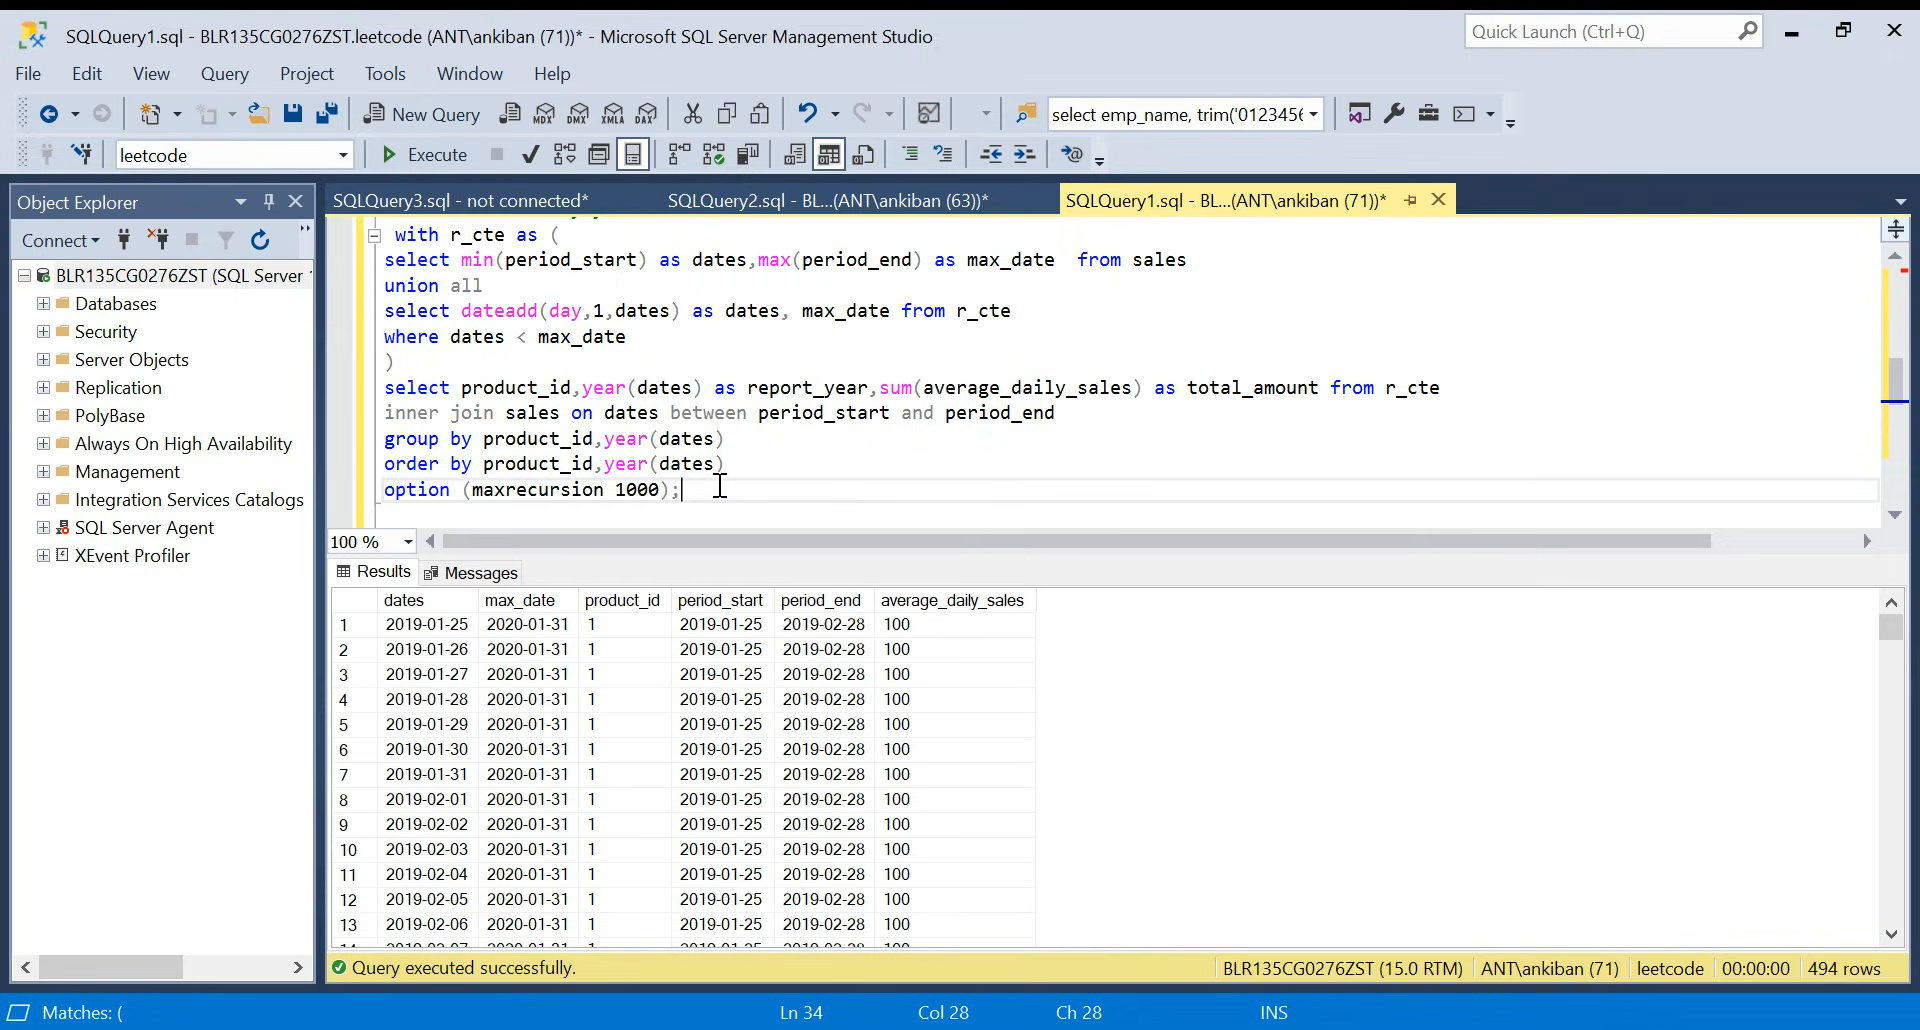 SQLQuery1.sql - BLR135CG0276ZST.leetcode (ANT\ankiban (71))* - Microsoft SQL Server Management Studio
Quick Launch (Ctrl+Q)
File Edit View Query Project Tools Window Help
New Query
MDX DMX XMLA DAX
select emp_name, trim('0123456
leetcode
Execute
Object Explorer
SQLQuery3.sql - not connected*
SQLQuery2.sql - BL...(ANT\ankiban (63))*
SQLQuery1.sql - BL...(ANT\ankiban (71))*
Connect
BLR135CG0276ZST (SQL Server
Databases
Security
Server Objects
Replication
PolyBase
Always On High Availability
Management
Integration Services Catalogs
SQL Server Agent
XEvent Profiler
with r_cte as (
select min(period_start) as dates,max(period_end) as max_date  from sales
union all
select dateadd(day,1,dates) as dates, max_date from r_cte
where dates < max_date
)
select product_id,year(dates) as report_year,sum(average_daily_sales) as total_amount from r_cte
inner join sales on dates between period_start and period_end
group by product_id,year(dates)
order by product_id,year(dates)
option (maxrecursion 1000);
100 %
Results Messages
dates max_date product_id period_start period_end average_daily_sales
1 2019-01-25 2020-01-31 1 2019-01-25 2019-02-28 100
2 2019-01-26 2020-01-31 1 2019-01-25 2019-02-28 100
3 2019-01-27 2020-01-31 1 2019-01-25 2019-02-28 100
4 2019-01-28 2020-01-31 1 2019-01-25 2019-02-28 100
5 2019-01-29 2020-01-31 1 2019-01-25 2019-02-28 100
6 2019-01-30 2020-01-31 1 2019-01-25 2019-02-28 100
7 2019-01-31 2020-01-31 1 2019-01-25 2019-02-28 100
8 2019-02-01 2020-01-31 1 2019-01-25 2019-02-28 100
9 2019-02-02 2020-01-31 1 2019-01-25 2019-02-28 100
10 2019-02-03 2020-01-31 1 2019-01-25 2019-02-28 100
11 2019-02-04 2020-01-31 1 2019-01-25 2019-02-28 100
12 2019-02-05 2020-01-31 1 2019-01-25 2019-02-28 100
13 2019-02-06 2020-01-31 1 2019-01-25 2019-02-28 100
Query executed successfully.
BLR135CG0276ZST (15.0 RTM) ANT\ankiban (71) leetcode 00:00:00 494 rows
Matches: (
Ln 34 Col 28 Ch 28 INS